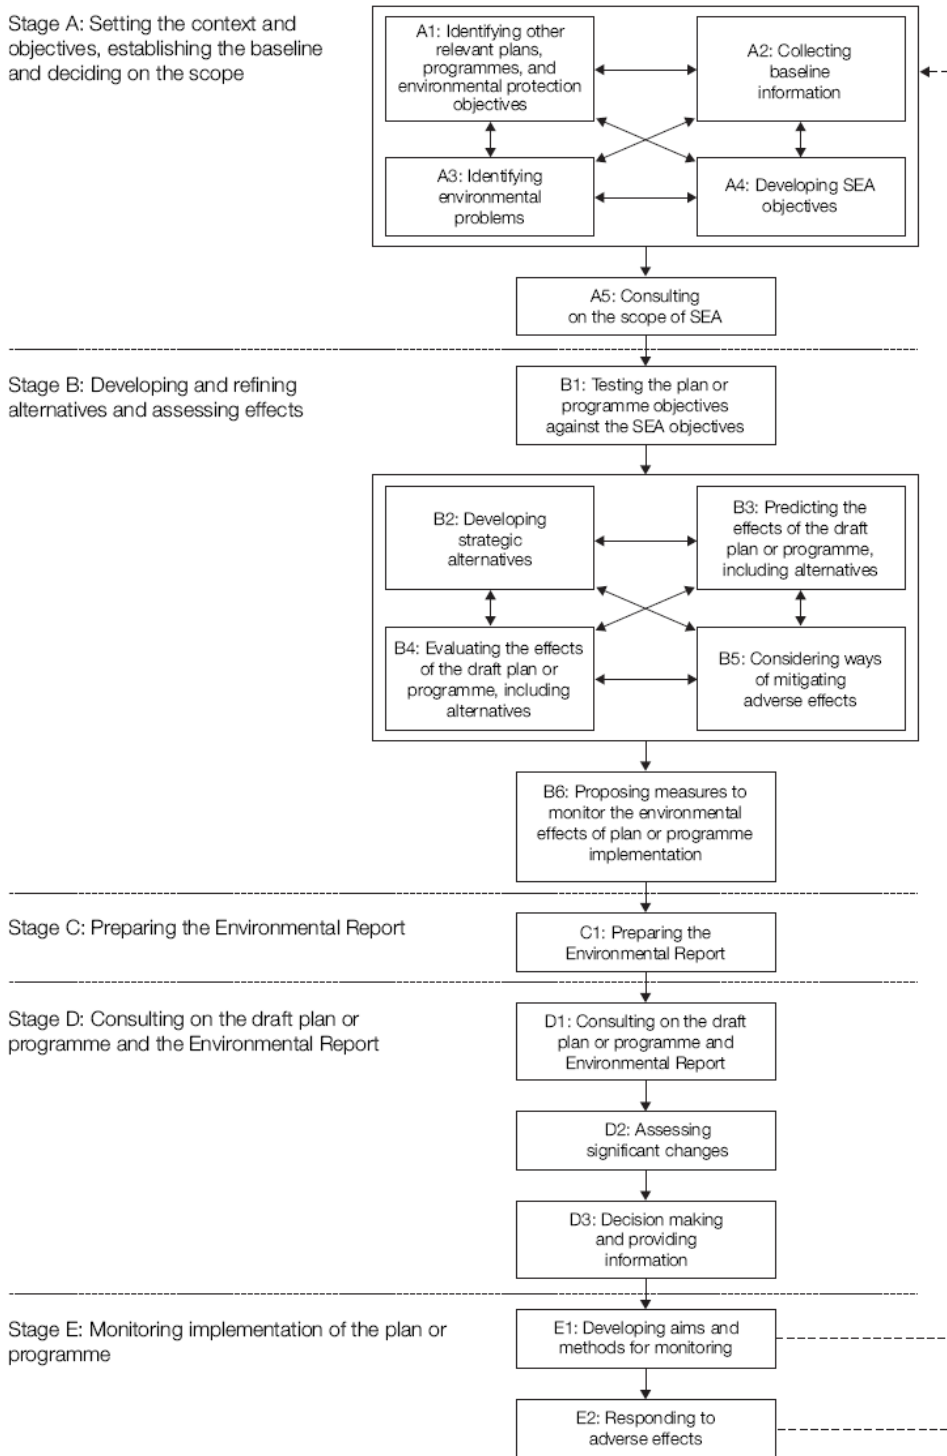 Stage A: Setting the context and
objectives, establishing the baseline
and deciding on the scope
A1: Identifying other
relevant plans,
programmes, and
environmental protection
objectives
A2: Collecting
baseline
information
A3: Identifying
environmental
problems
A4: Developing SEA
objectives
A5: Consulting
on the scope of SEA
Stage B: Developing and refining
alternatives and assessing effects
B1: Testing the plan or
programme objectives
against the SEA objectives
B2: Developing
strategic
alternatives
B3: Predicting the
effects of the draft
plan or programme,
including alternatives
B4: Evaluating the effects
of the draft plan or
programme, including
alternatives
B5: Considering ways
of mitigating
adverse effects
B6: Proposing measures to
monitor the environmental
effects of plan or programme
implementation
Stage C: Preparing the Environmental Report
C1: Preparing the
Environmental Report
Stage D: Consulting on the draft plan or
programme and the Environmental Report
D1: Consulting on the draft
plan or programme and
Environmental Report
D2: Assessing
significant changes
D3: Decision making
and providing
information
Stage E: Monitoring implementation of the plan or
programme
E1: Developing aims and
methods for monitoring
E2: Responding to
adverse effects